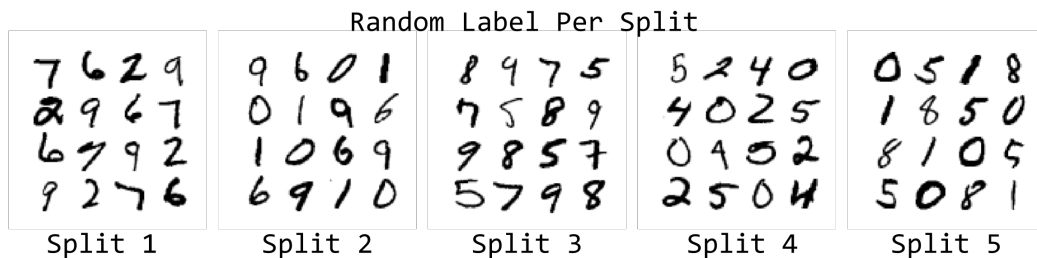 Random Label Per Split
7 6 2 9
2 9 6 7
6 7 9 2
9 2 7 6
Split 1
9 6 0 1
0 1 9 6
1 0 6 9
6 9 1 0
Split 2
8 9 7 5
7 5 8 9
9 8 5 7
5 7 9 8
Split 3
5 2 4 0
4 0 2 5
0 4 5 2
2 5 0 4
Split 4
0 5 1 8
1 8 5 0
8 1 0 5
5 0 8 1
Split 5